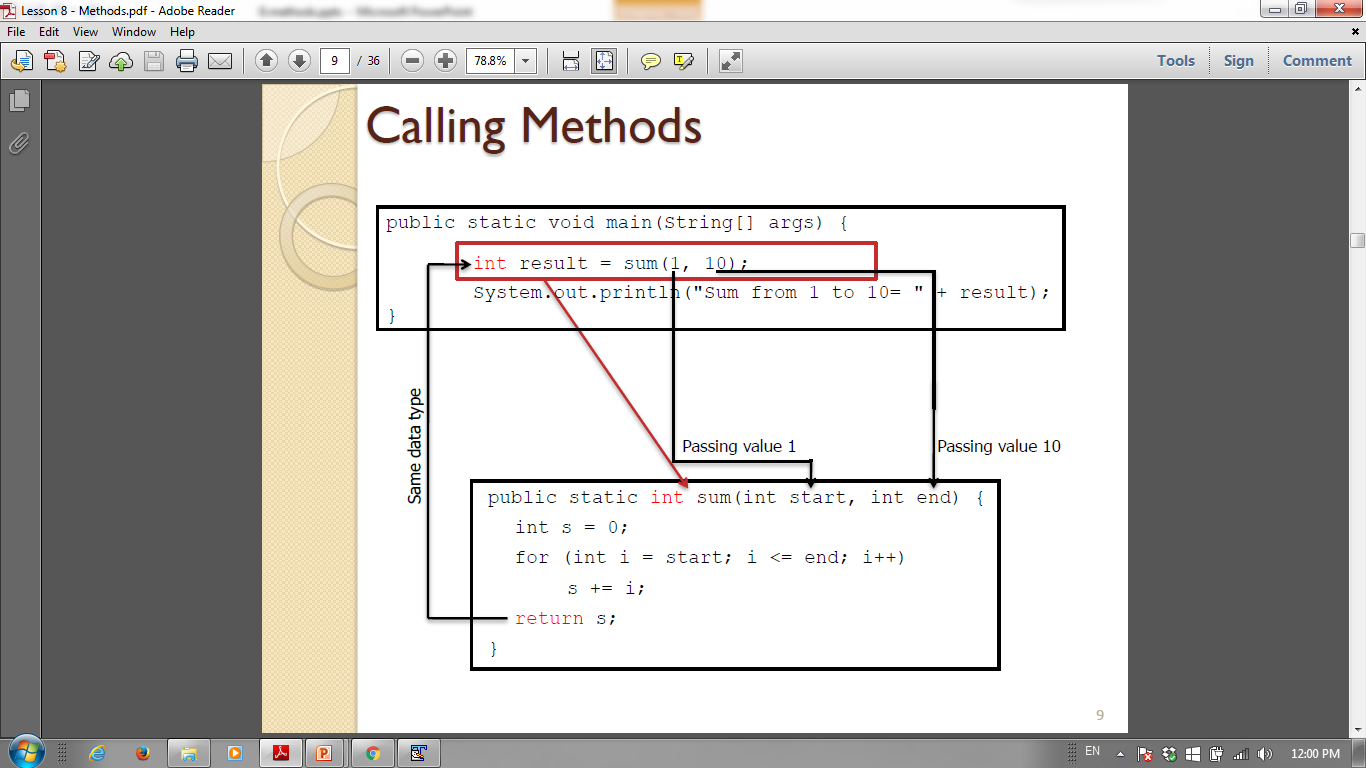 Lesson 8 - Methods.pdf - Adobe Reader
File Edit View Window Help
9 / 36 78.8% Tools Sign Comment
Calling Methods
public static void main(String[] args) {
int result = sum(1, 10);
System.out.println("Sum from 1 to 10= " + result);
}
Same data type
Passing value 1
Passing value 10
public static int sum(int start, int end) {
int s = 0;
for (int i = start; i <= end; i++)
s += i;
return s;
}
9
EN 12:00 PM